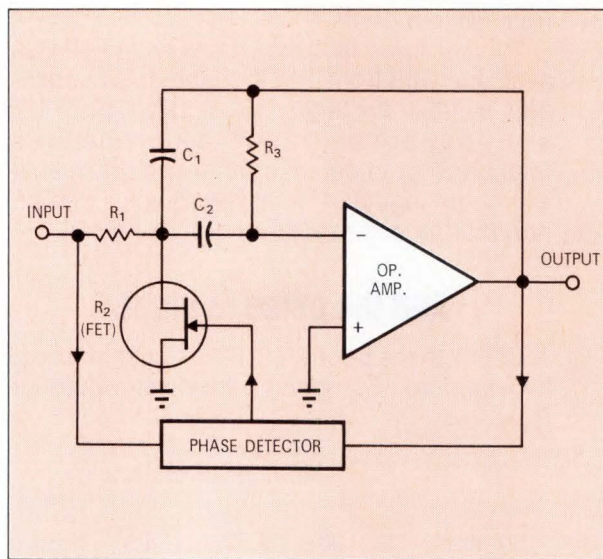 C1
R3
INPUT
R1
C2
−
OP.
AMP.
OUTPUT
+
R2
(FET)
PHASE DETECTOR